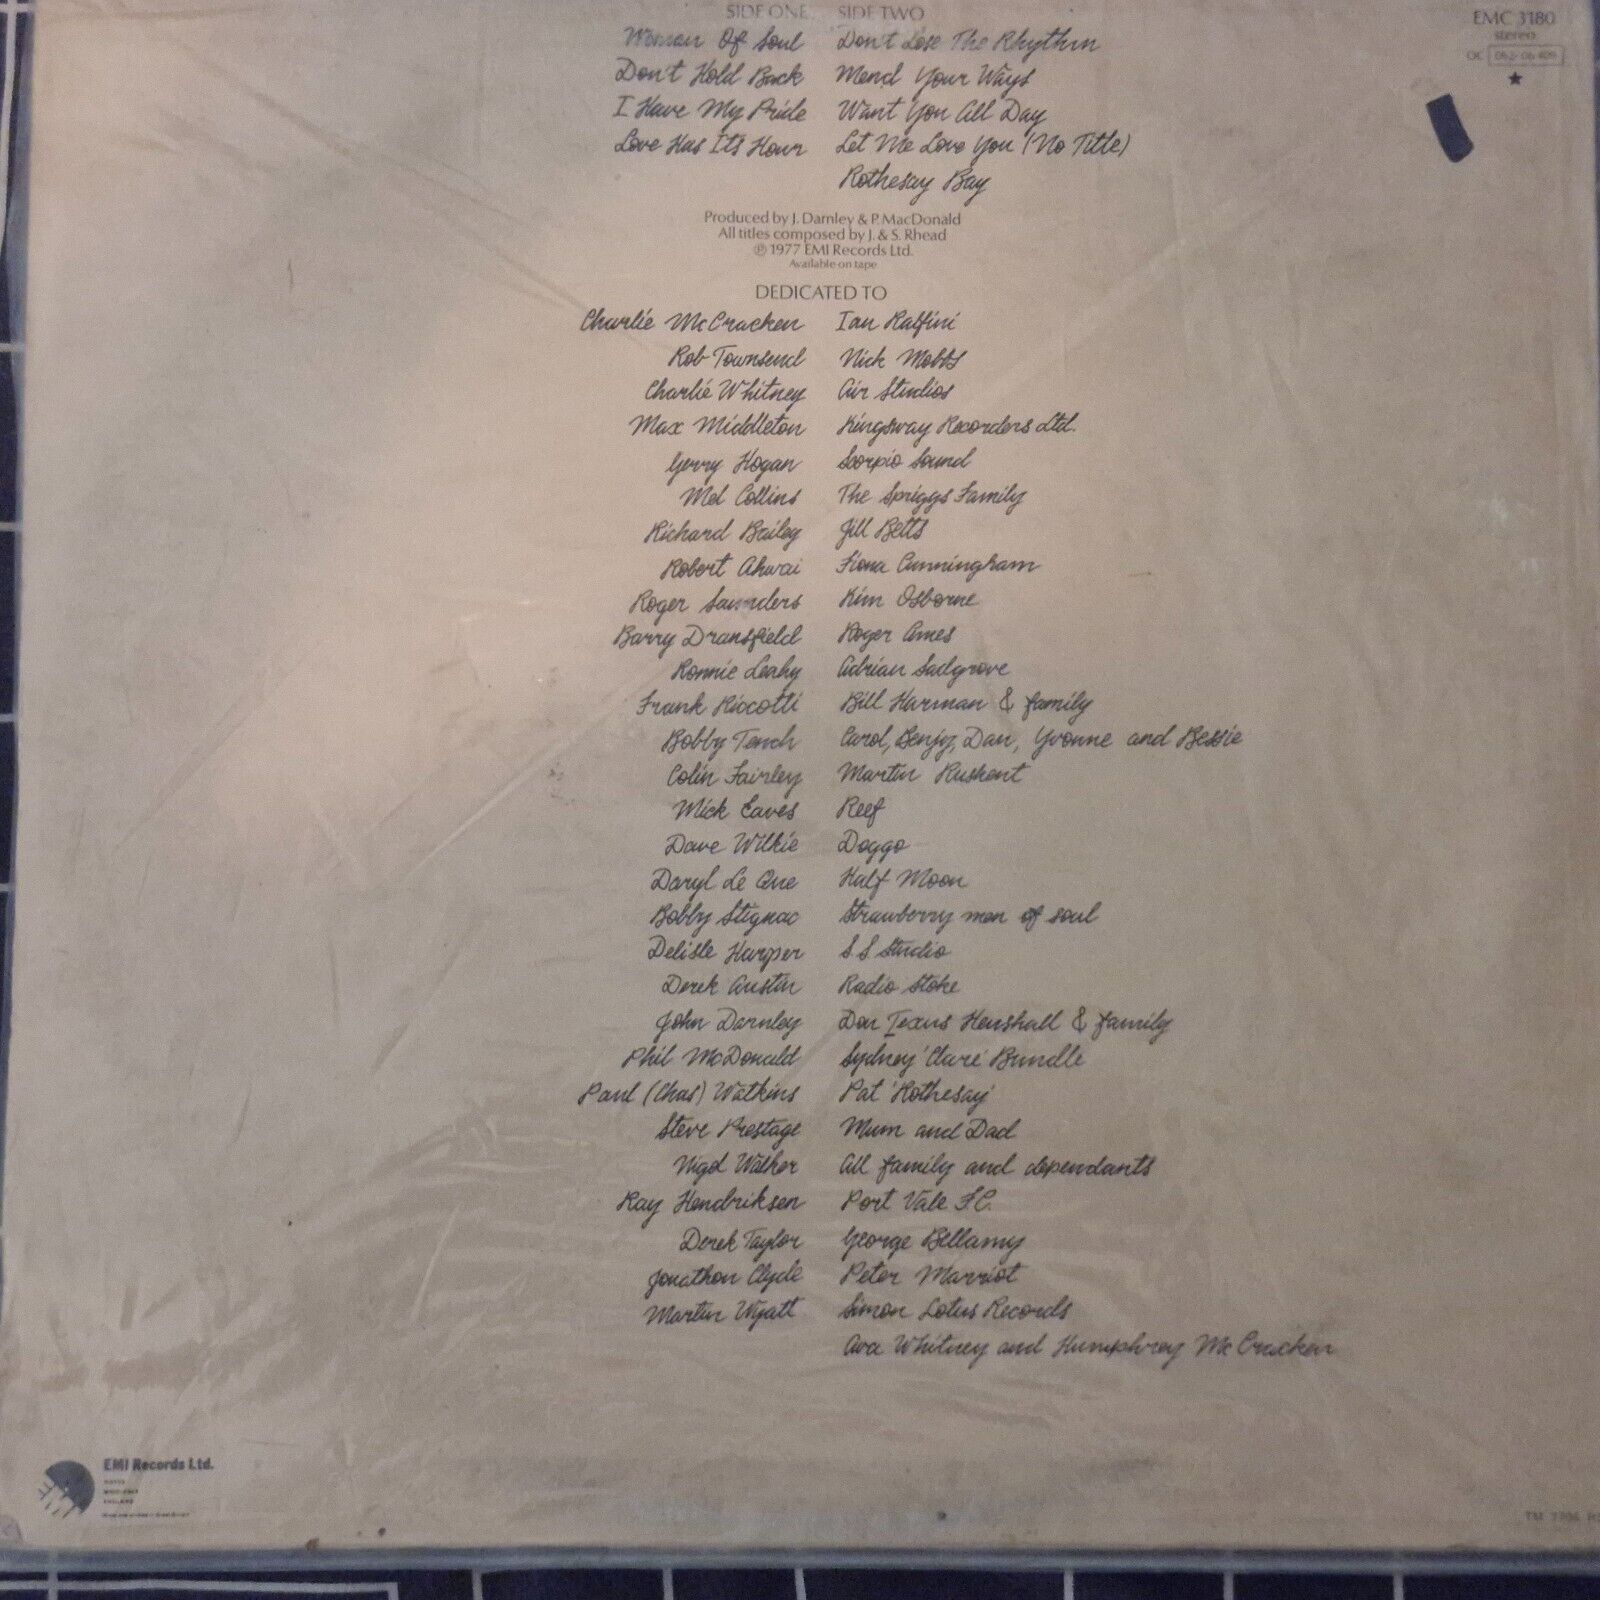 SIDE ONE SIDE TWO
Woman Of Soul Don't Lose The Rhythm
Don't Hold Back Mend Your Ways
I Have My Pride Want You All Day
Love Has It's Hour Let Me Love You (No Title)
Rothesay Bay
Produced by J. Darnley & P. MacDonald
All titles composed by J. & S. Rhead
℗ 1977 EMI Records Ltd.
Available on tape
DEDICATED TO
Charlie McCracken Ian Ralfini
Rob Townsend Nick Mobbs
Charlie Whitney Air Studios
Max Middleton Kingsway Recorders Ltd.
Gerry Hogan Scorpio Sound
Mel Collins The Spriggs Family
Richard Bailey Jill Betts
Robert Ahwai Fiona Cunningham
Roger Saunders Kim Osborne
Barry Dransfield Roger Ames
Ronnie Leahy Adrian Sadgrove
Frank Riccotti Bill Harman & family
Bobby Tench Carol, Benjy, Dan, Yvonne and Bessie
Colin Fairley Martin Rushent
Mick Eaves Reef
Dave Wilkie Doggo
Daryl Le Que Half Moon
Bobby Stignac Strawberry men of soul
Delisle Harper S.S Studio
Derek Austin Radio Stoke
John Darnley Don Texus Henshall & family
Phil McDonald Sydney 'Clare' Bundle
Paul (Chas) Watkins Pat 'Rothesay'
Steve Prestage Mum and Dad
Nigel Walker All family and dependants
Ray Hendriksen Port Vale F.C.
Derek Taylor George Bellamy
Jonathon Clyde Peter Marriot
Martin Wyatt Simon Lotus Records
Ava Whitney and Humphrey McCracken
EMC 3180
stereo
OC
EMI Records Ltd.
ENGLAND
TM